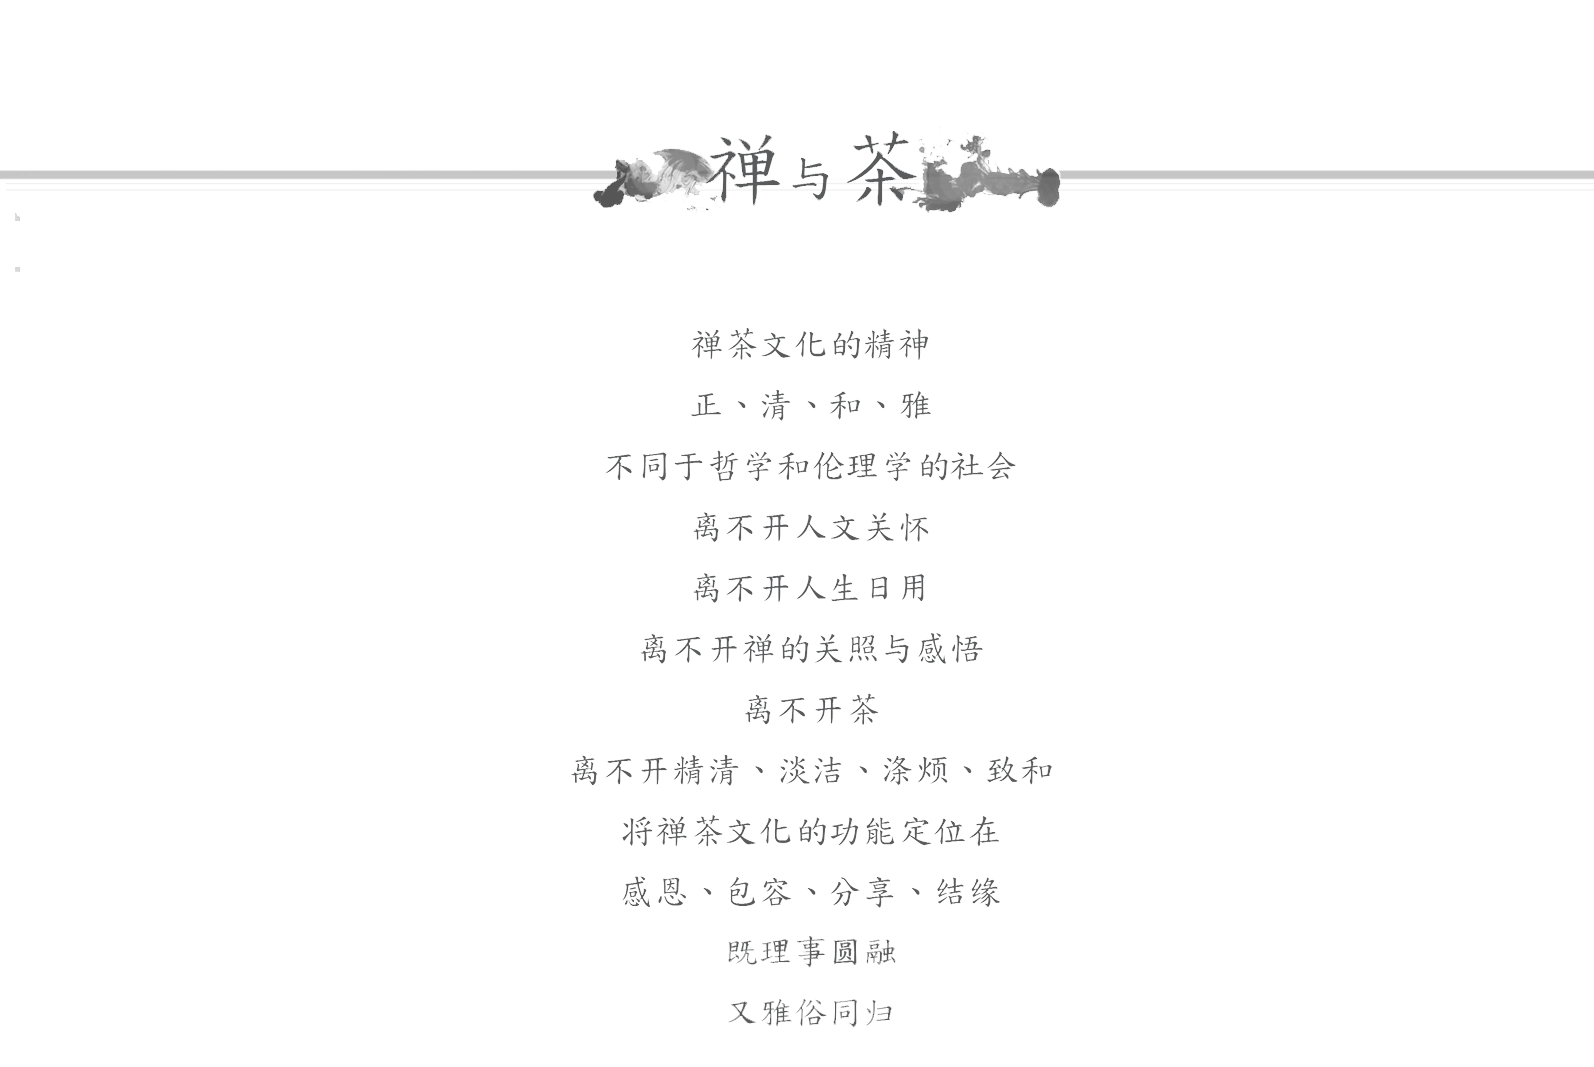 禅与茶
禅茶文化的精神
正、清、和、雅
不同于哲学和伦理学的社会
离不开人文关怀
离不开人生日用
离不开禅的关照与感悟
离不开茶
离不开精清、淡洁、涤烦、致和
将禅茶文化的功能定位在
感恩、包容、分享、结缘
既理事圆融
又雅俗同归